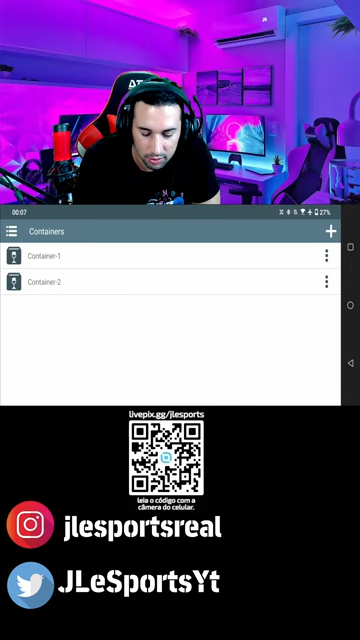 00:07
27%
Containers
Container-1
Container-2
livepix.gg/jlesports
leia o código com a
câmera do celular.
jlesportsreal
JLeSportsYt